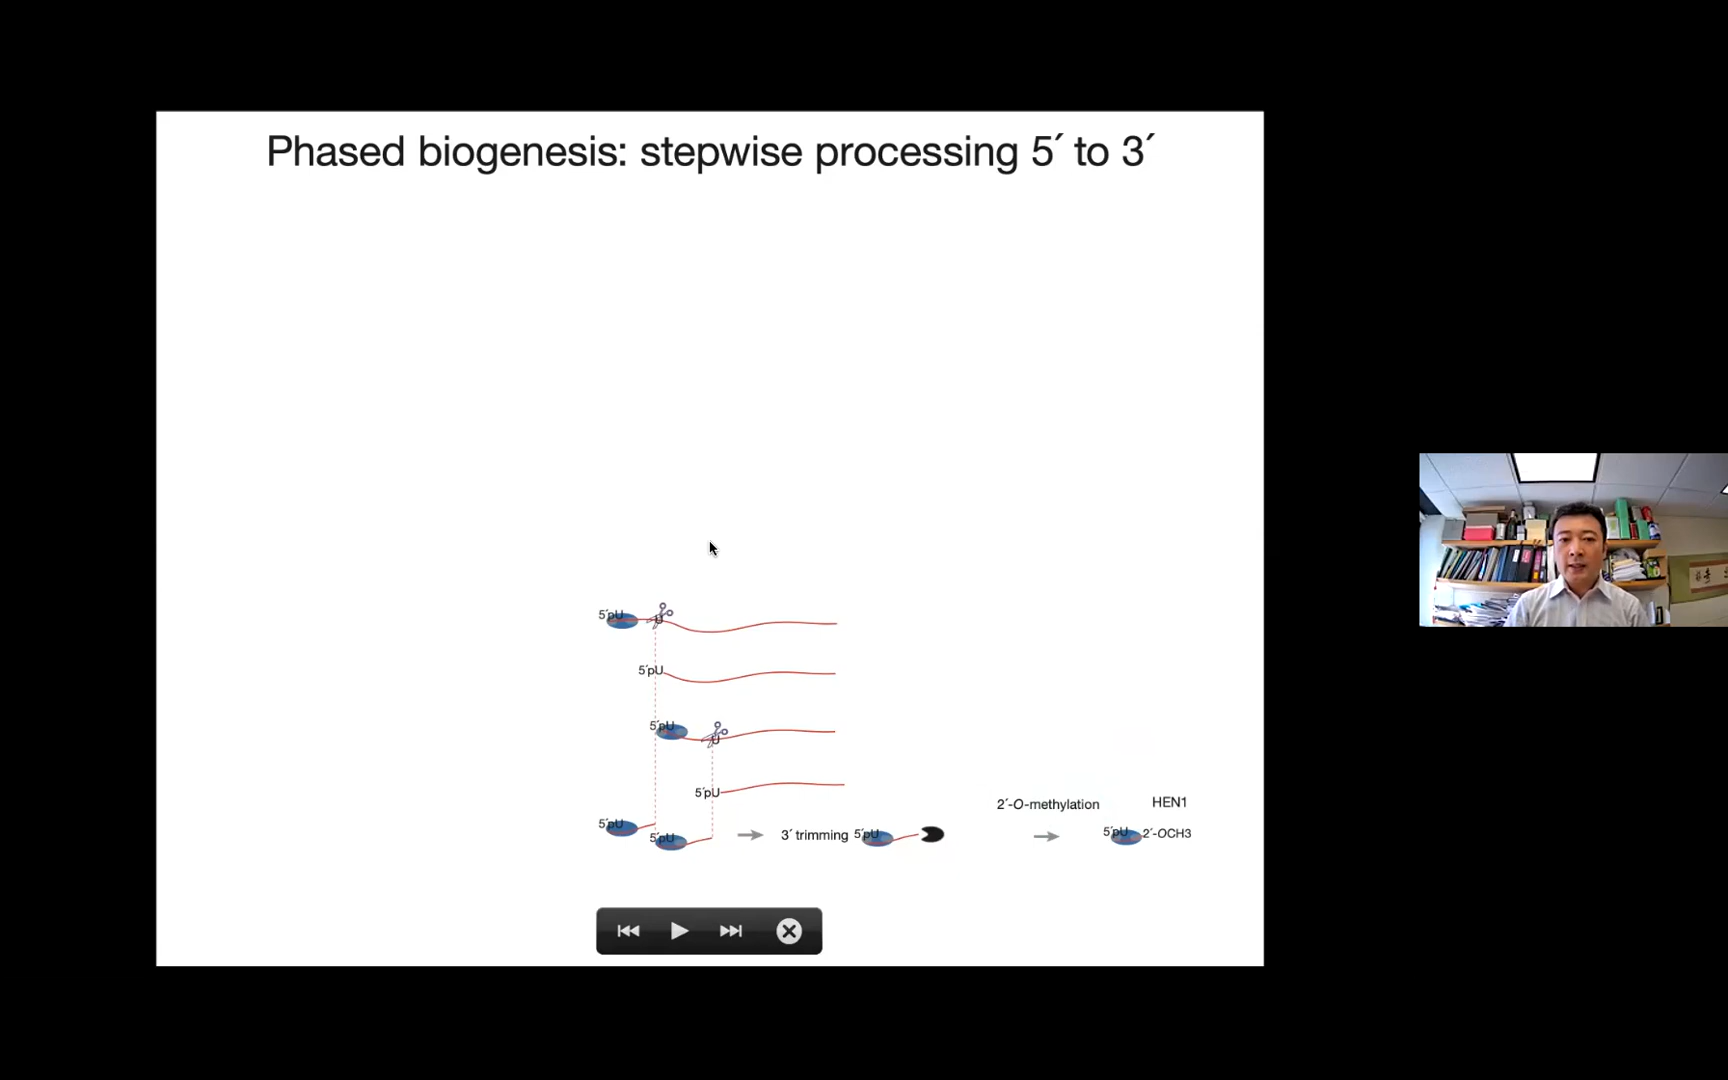 Phased biogenesis: stepwise processing 5´ to 3´
5´pU
U
5´pU
5´pU
U
5´pU
2´-O-methylation
HEN1
5´pU
5´pU
3´ trimming
5´pU
5´pU
2´-OCH3